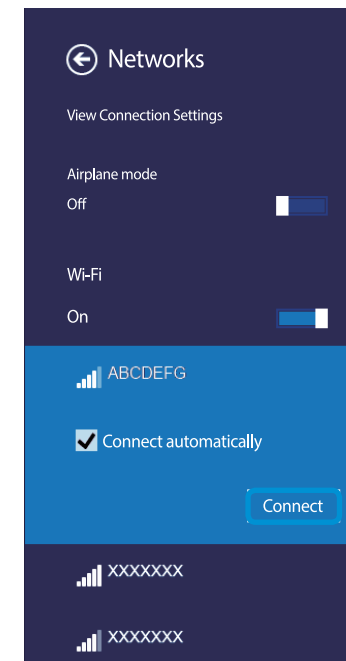 Networks
View Connection Settings
Airplane mode
Off
Wi-Fi
On
ABCDEFG
Connect automatically
Connect
XXXXXXX
XXXXXXX